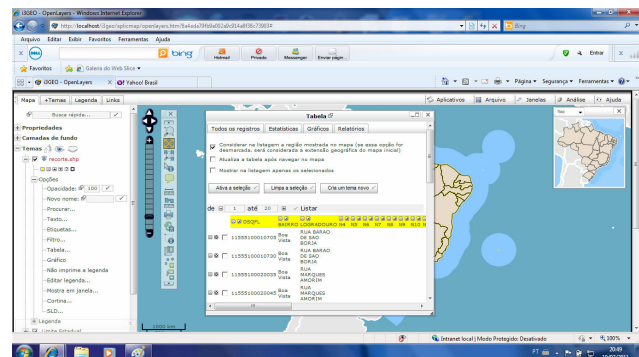 i3GEO - OpenLayers - Windows Internet Explorer
Bing
Arquivo Editar Exibir Favoritos Ferramentas Ajuda
bing
Hotmail Privado Messenger Enviar página...
Entrar
Favoritos Galeria do Web Slice
i3GEO - OpenLayers Yahoo! Brasil
Página Segurança Ferramentas
Mapa +Temas Legenda Links
Aplicativos Arquivo Janelas Análise Ajuda
Busca rápida...
Propriedades
Camadas de fundo
Temas
recorte.shp
Opções
Opacidade: 100
Novo nome:
Procurar...
Texto...
Etiquetas...
Filtro...
Tabela...
Gráfico
Não imprime a legenda
Editar legenda...
Mostra em janela...
Cortina...
SLD...
Legenda
Limite Estadual
Tabela
Todos os registros Estatísticas Gráficos Relatórios
Considerar na listagem a região mostrada no mapa (se essa opção for
desmarcada, será considerada a extensão geográfica do mapa inicial)
Atualiza a tabela após navegar no mapa
Mostrar na listagem apenas os selecionados
Ativa a seleção Limpa a seleção Cria um tema novo
de 1 até 20 Listar
BAIRRO LOGRADOURO N4 N5 N6 N7 N8 N9 N10
11555100010705 Boa Vista RUA BARAO DE SAO BORJA
11555100010730 Boa Vista RUA BARAO DE SAO BORJA
11555100020035 Boa Vista RUA MARQUES AMORIM
11555100020045 Boa Vista RUA MARQUES AMORIM
Intranet local | Modo Protegido: Desativado
100%
PT
20:49